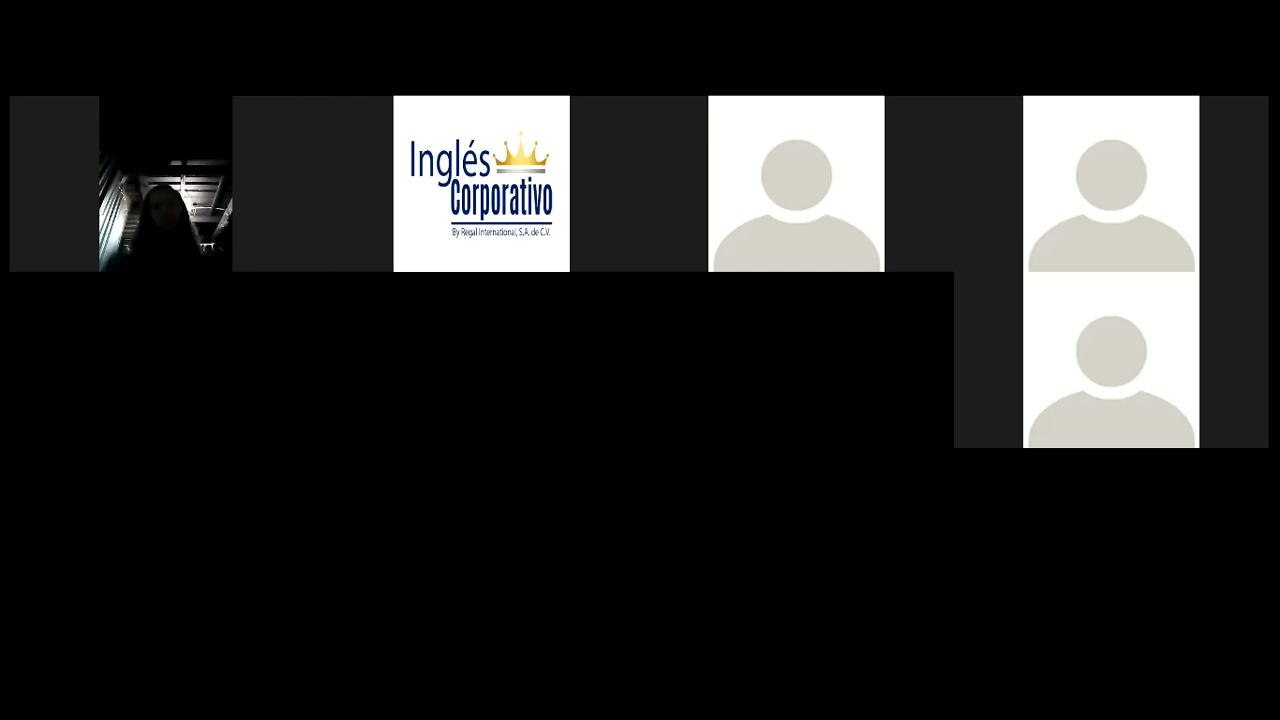 Inglés
Corporativo
By Regal International, S.A. de C.V.